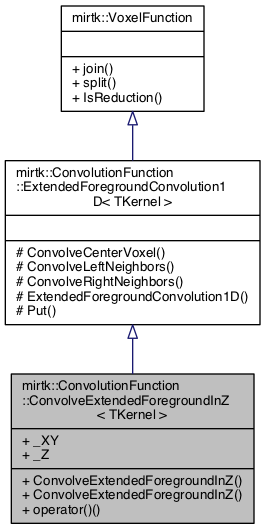 mirtk::VoxelFunction
+ join()
+ split()
+ IsReduction()
mirtk::ConvolutionFunction
::ExtendedForegroundConvolution1
D< TKernel >
# ConvolveCenterVoxel()
# ConvolveLeftNeighbors()
# ConvolveRightNeighbors()
# ExtendedForegroundConvolution1D()
# Put()
mirtk::ConvolutionFunction
::ConvolveExtendedForegroundInZ
< TKernel >
+ _XY
+ _Z
+ ConvolveExtendedForegroundInZ()
+ ConvolveExtendedForegroundInZ()
+ operator()()